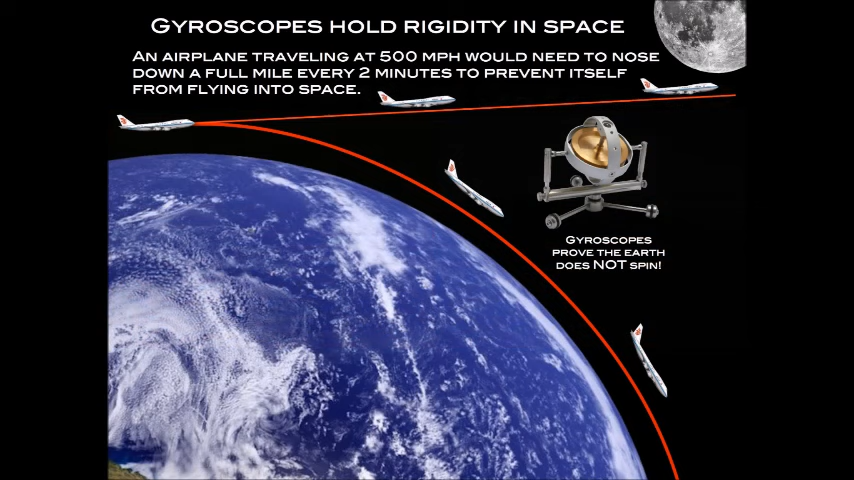 Gyroscopes hold rigidity in space
An airplane traveling at 500 mph would need to nose
down a full mile every 2 minutes to prevent itself
from flying into space.
Gyroscopes
prove the earth
does NOT spin!